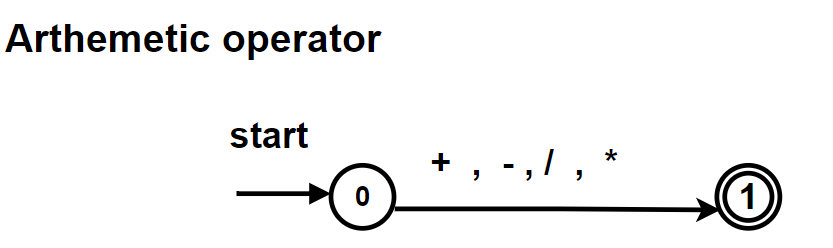 Arthemetic operator
start
+ , - , / , *
0
1